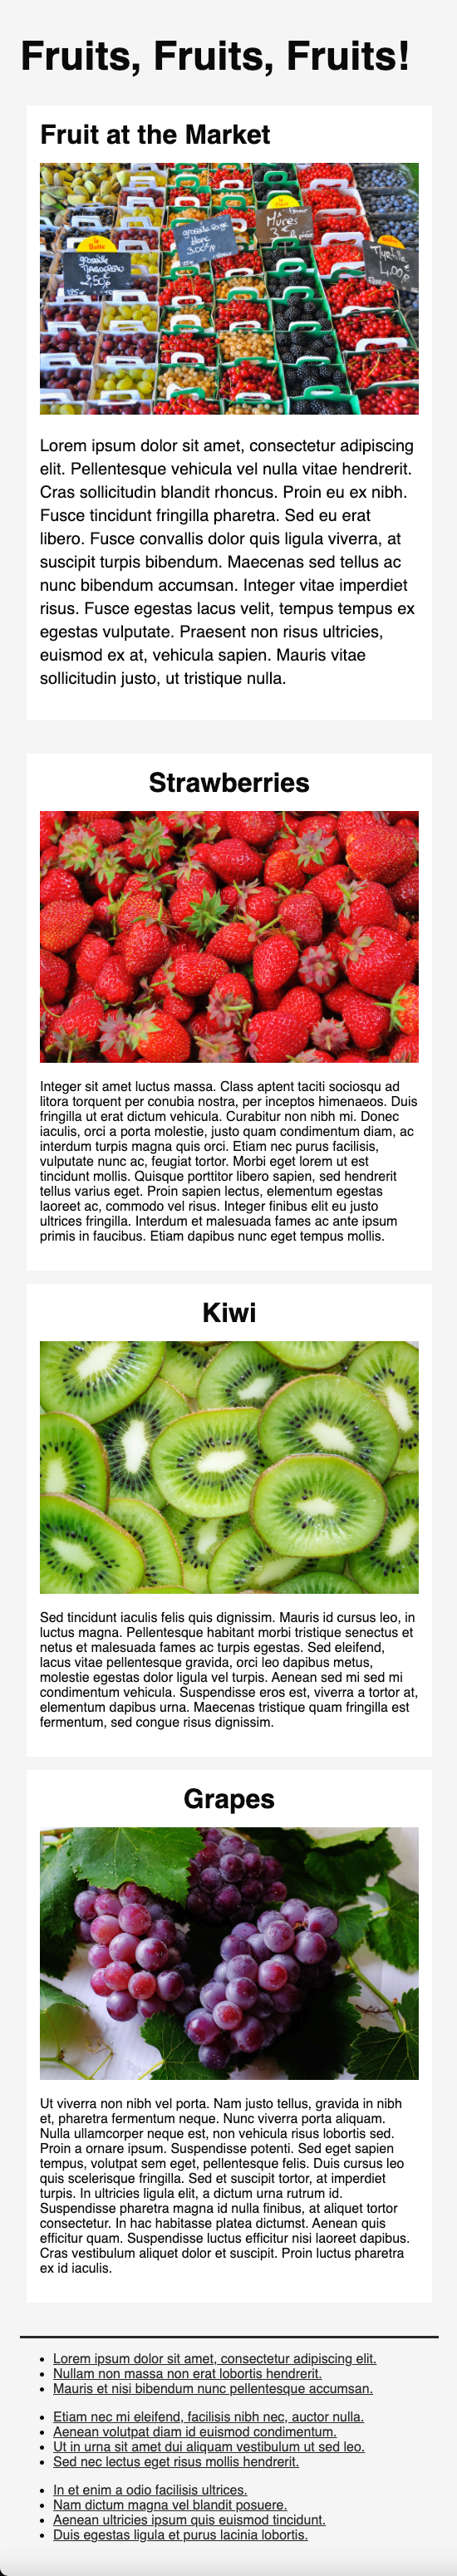 Fruits, Fruits, Fruits!
Fruit at the Market
la Botte
groseille
2,50€
groseille rouge
blanc
3,00
Mûres
3
la pièce
Myrtille
4,00
Lorem ipsum dolor sit amet, consectetur adipiscing
elit. Pellentesque vehicula vel nulla vitae hendrerit.
Cras sollicitudin blandit rhoncus. Proin eu ex nibh.
Fusce tincidunt fringilla pharetra. Sed eu erat
libero. Fusce convallis dolor quis ligula viverra, at
suscipit turpis bibendum. Maecenas sed tellus ac
nunc bibendum accumsan. Integer vitae imperdiet
risus. Fusce egestas lacus velit, tempus tempus ex
egestas vulputate. Praesent non risus ultricies,
euismod ex at, vehicula sapien. Mauris vitae
sollicitudin justo, ut tristique nulla.
Strawberries
Integer sit amet luctus massa. Class aptent taciti sociosqu ad
litora torquent per conubia nostra, per inceptos himenaeos. Duis
fringilla ut erat dictum vehicula. Curabitur non nibh mi. Donec
iaculis, orci a porta molestie, justo quam condimentum diam, ac
interdum turpis magna quis orci. Etiam nec purus facilisis,
vulputate nunc ac, feugiat tortor. Morbi eget lorem ut est
tincidunt mollis. Quisque porttitor libero sapien, sed hendrerit
tellus varius eget. Proin sapien lectus, elementum egestas
laoreet ac, commodo vel risus. Integer finibus elit eu justo
ultrices fringilla. Interdum et malesuada fames ac ante ipsum
primis in faucibus. Etiam dapibus nunc eget tempus mollis.
Kiwi
Sed tincidunt iaculis felis quis dignissim. Mauris id cursus leo, in
luctus magna. Pellentesque habitant morbi tristique senectus et
netus et malesuada fames ac turpis egestas. Sed eleifend,
lacus vitae pellentesque gravida, orci leo dapibus metus,
molestie egestas dolor ligula vel turpis. Aenean sed mi sed mi
condimentum vehicula. Suspendisse eros est, viverra a tortor at,
elementum dapibus urna. Maecenas tristique quam fringilla est
fermentum, sed congue risus dignissim.
Grapes
Ut viverra non nibh vel porta. Nam justo tellus, gravida in nibh
et, pharetra fermentum neque. Nunc viverra porta aliquam.
Nulla ullamcorper neque est, non vehicula risus lobortis sed.
Proin a ornare ipsum. Suspendisse potenti. Sed eget sapien
tempus, volutpat sem eget, pellentesque felis. Duis cursus leo
quis scelerisque fringilla. Sed et suscipit tortor, at imperdiet
turpis. In ultricies ligula elit, a dictum urna rutrum id.
Suspendisse pharetra magna id nulla finibus, at aliquet tortor
consectetur. In hac habitasse platea dictumst. Aenean quis
efficitur quam. Suspendisse luctus efficitur nisi laoreet dapibus.
Cras vestibulum aliquet dolor et suscipit. Proin luctus pharetra
ex id iaculis.
Lorem ipsum dolor sit amet, consectetur adipiscing elit.
Nullam non massa non erat lobortis hendrerit.
Mauris et nisi bibendum nunc pellentesque accumsan.
Etiam nec mi eleifend, facilisis nibh nec, auctor nulla.
Aenean volutpat diam id euismod condimentum.
Ut in urna sit amet dui aliquam vestibulum ut sed leo.
Sed nec lectus eget risus mollis hendrerit.
In et enim a odio facilisis ultrices.
Nam dictum magna vel blandit posuere.
Aenean ultricies ipsum quis euismod tincidunt.
Duis egestas ligula et purus lacinia lobortis.